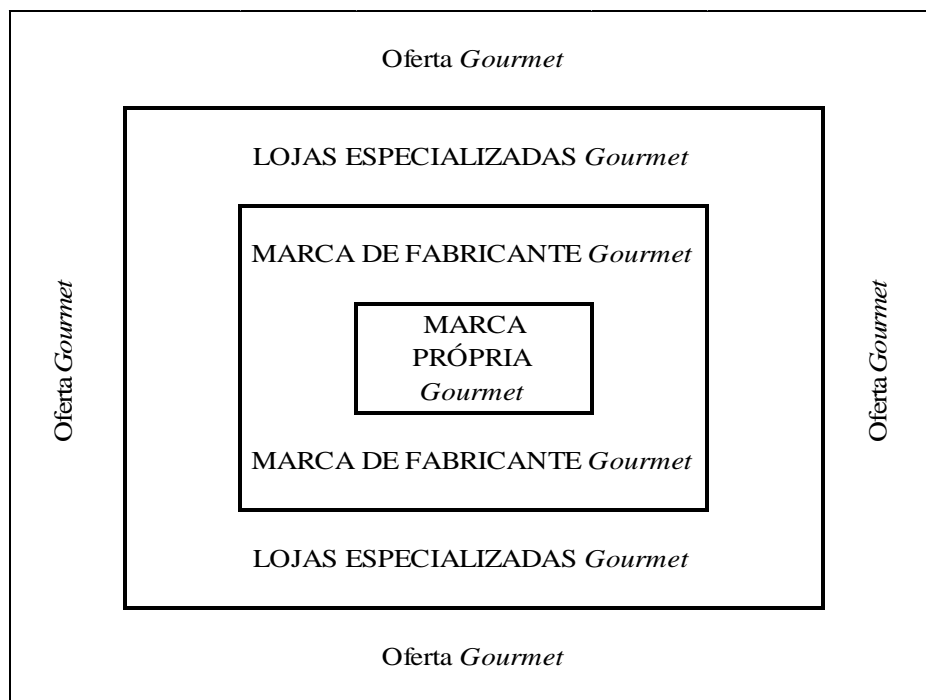 Oferta Gourmet
LOJAS ESPECIALIZADAS Gourmet
MARCA DE FABRICANTE Gourmet
Oferta Gourmet
MARCA
PRÓPRIA
Gourmet
Oferta Gourmet
MARCA DE FABRICANTE Gourmet
LOJAS ESPECIALIZADAS Gourmet
Oferta Gourmet